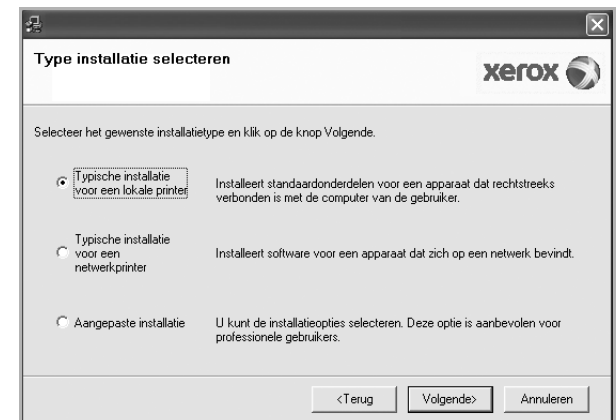 Type installatie selecteren
xerox
Selecteer het gewenste installatietype en klik op de knop Volgende.
Typische installatie
voor een lokale printer
Installeert standaardonderdelen voor een apparaat dat rechtstreeks
verbonden is met de computer van de gebruiker.
Typische installatie
voor een
netwerkprinter
Installeert software voor een apparaat dat zich op een netwerk bevindt.
Aangepaste installatie
U kunt de installatieopties selecteren. Deze optie is aanbevolen voor
professionele gebruikers.
<Terug
Volgende>
Annuleren